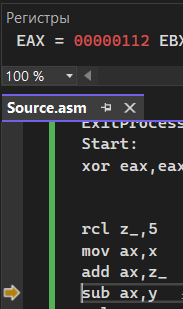 Регистры
EAX = 00000112 EBX
100 %
Source.asm
Start:
xor eax,eax
rcl z_,5
mov ax,x
add ax,z_
sub ax,y